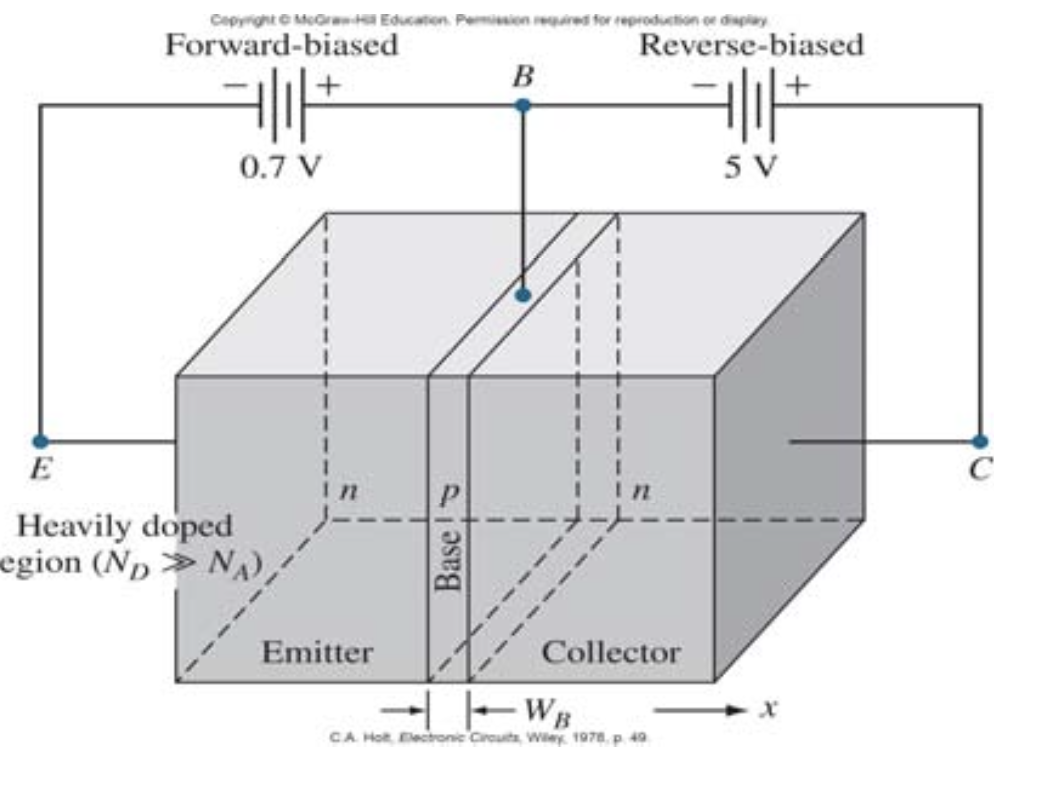 Copyright © McGraw-Hill Education. Permission required for reproduction or display.
Forward-biased
Reverse-biased
− +
B
− +
0.7 V
5 V
E
C
n
p
n
Heavily doped
egion (N_D ≫ N_A)
Base
Emitter
Collector
W_B
x
C.A. Holt, Electronic Circuits, Wiley, 1978, p. 49.